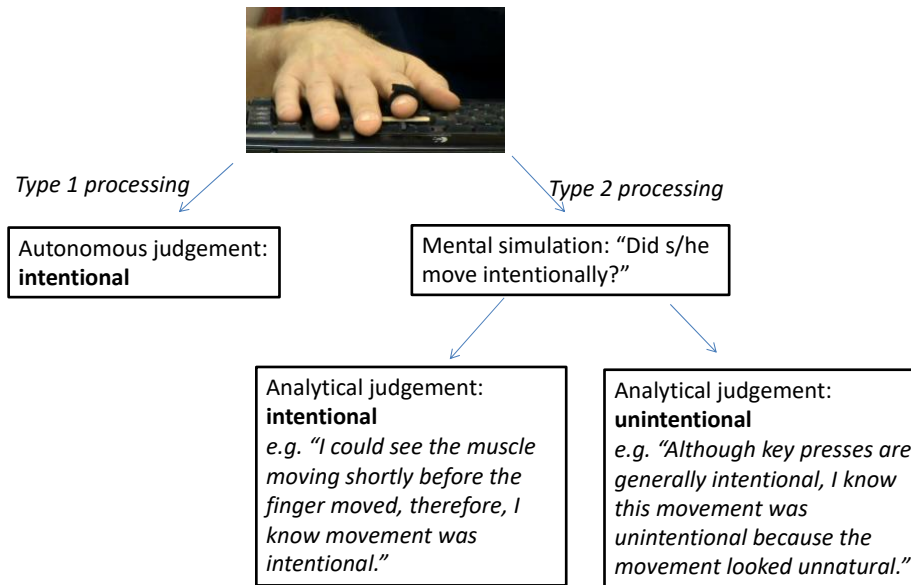 Type 1 processing
Type 2 processing
Autonomous judgement:
intentional
Mental simulation: “Did s/he
move intentionally?”
Analytical judgement:
intentional
e.g. “I could see the muscle
moving shortly before the
finger moved, therefore, I
know movement was
intentional.”
Analytical judgement:
unintentional
e.g. “Although key presses are
generally intentional, I know
this movement was
unintentional because the
movement looked unnatural.”